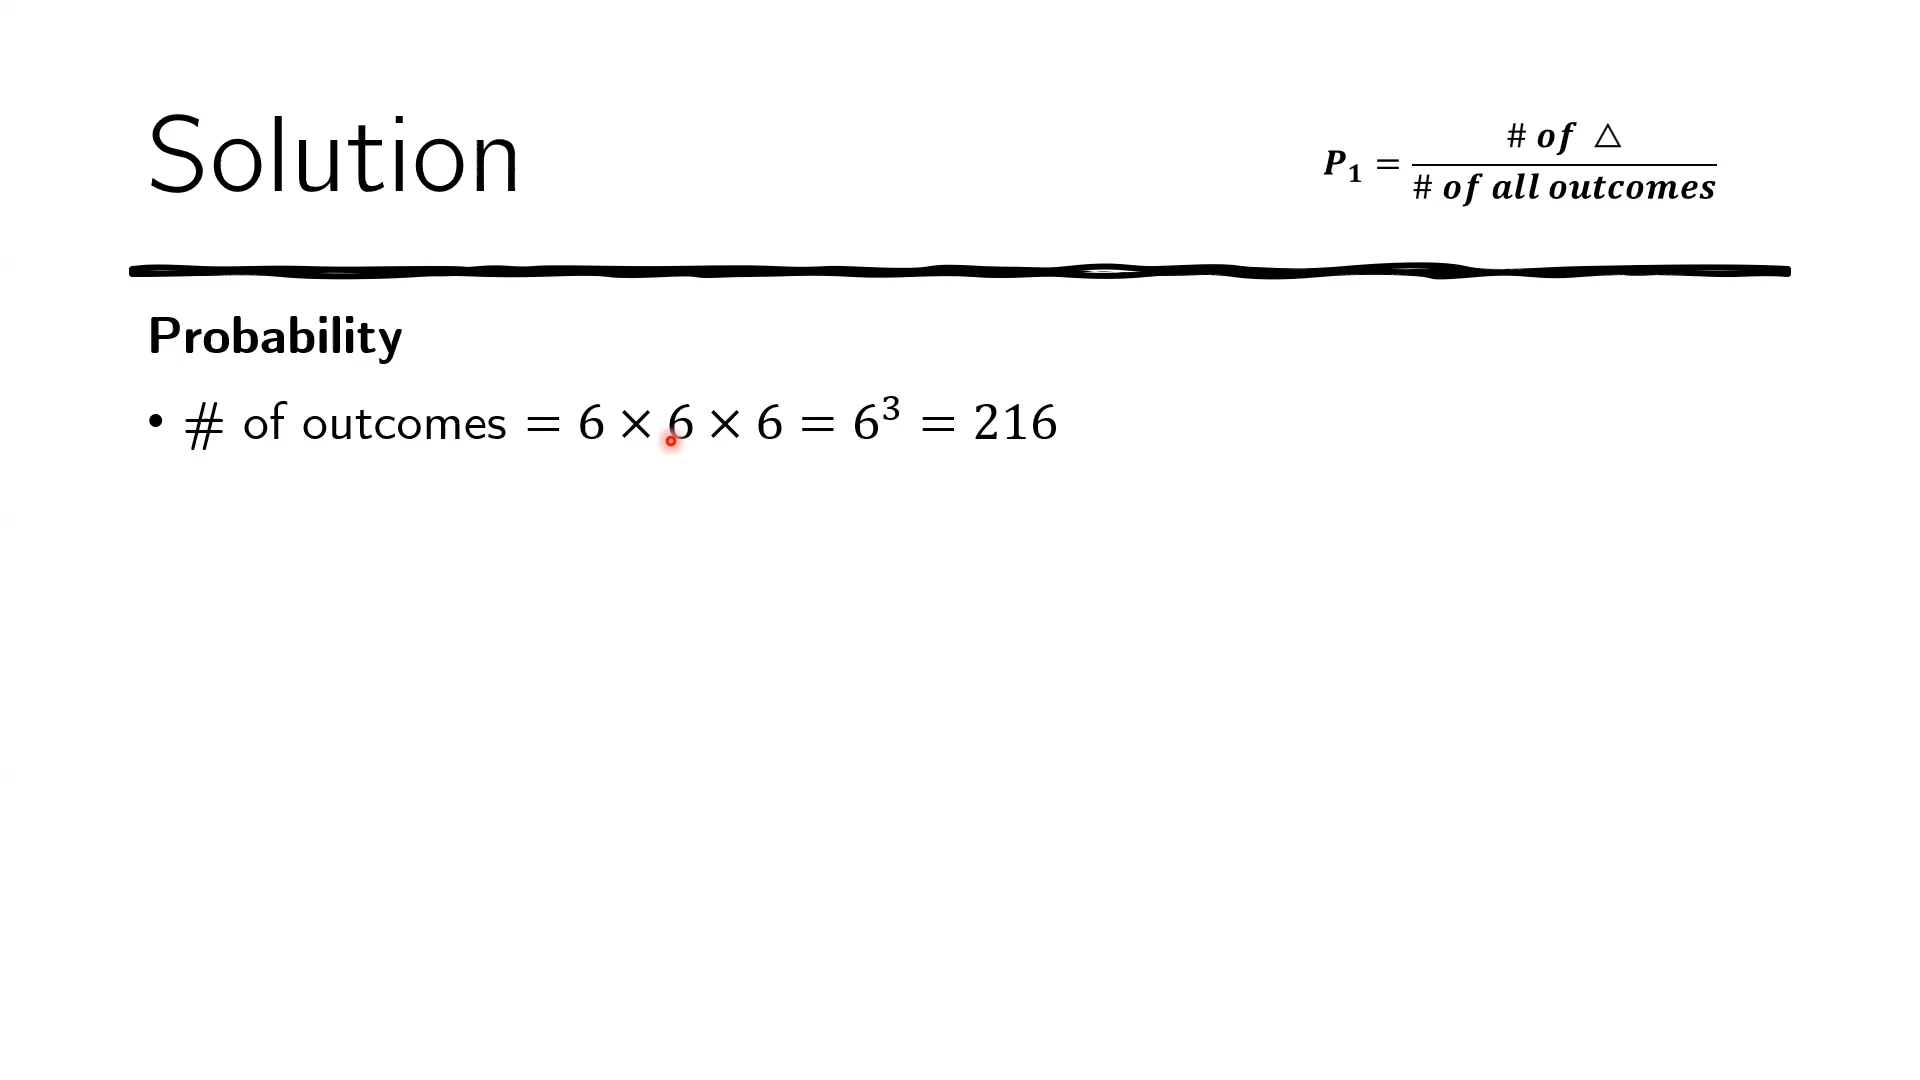 Solution
P₁ = # of △ / # of all outcomes
Probability
• # of outcomes = 6 × 6 × 6 = 6³ = 216